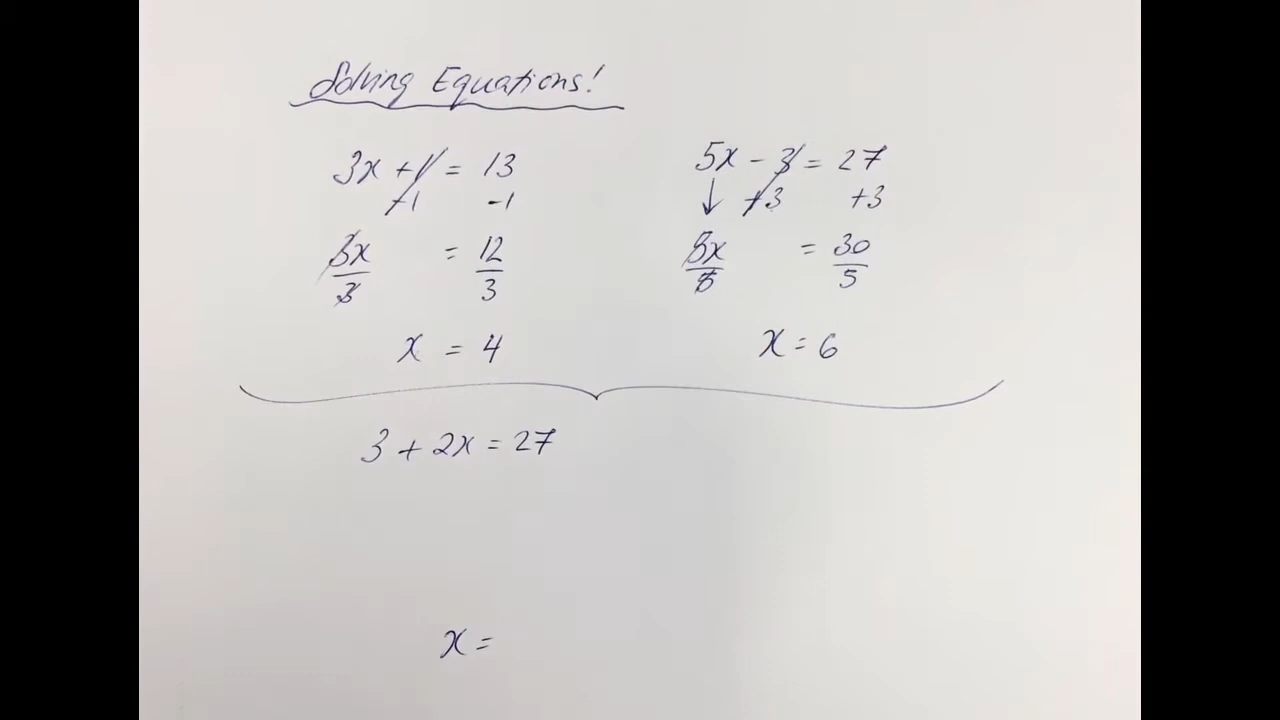 Solving Equations!
3x + 1 = 13
-1 -1
3x = 12
3 3
x = 4
5x - 3 = 27
↓ +3 +3
5x = 30
5 5
x = 6
3 + 2x = 27
x =